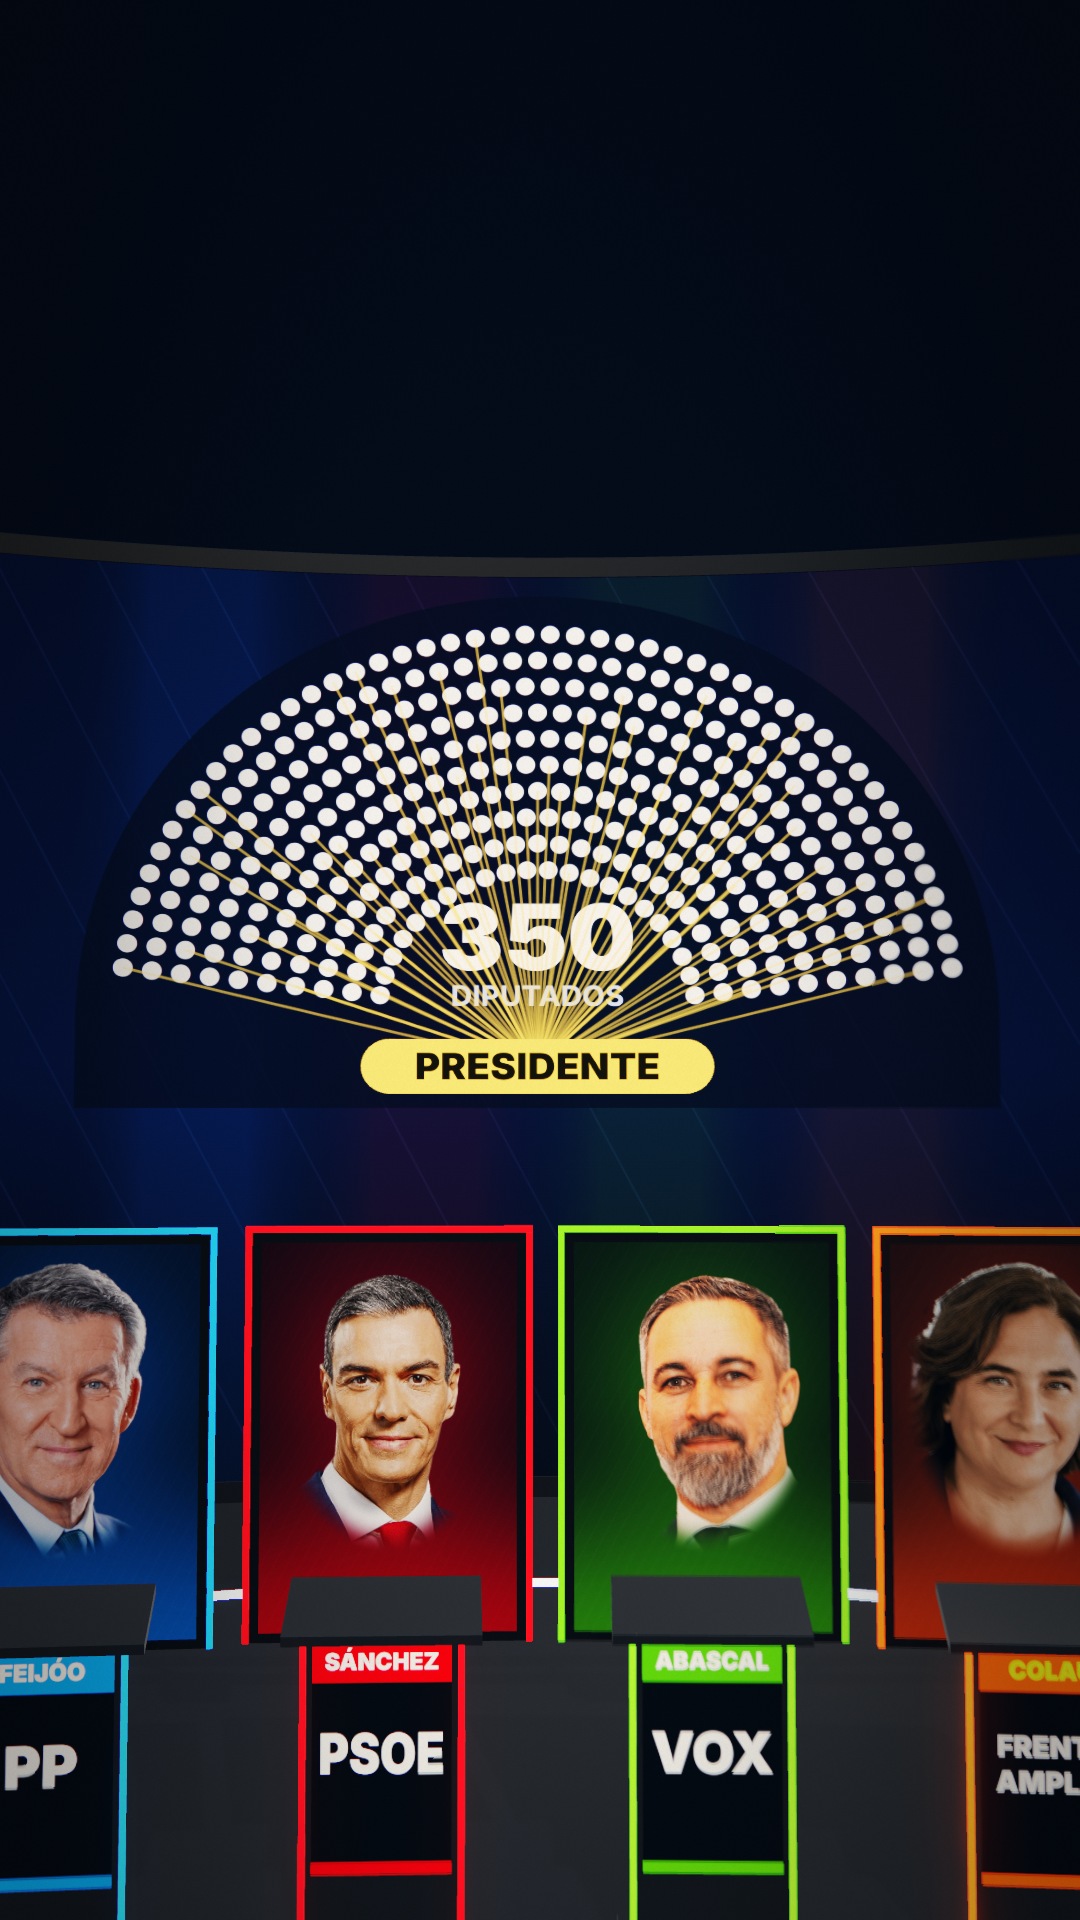 350
DIPUTADOS
PRESIDENTE
FEIJÓO
SÁNCHEZ
ABASCAL
PP
PSOE
VOX